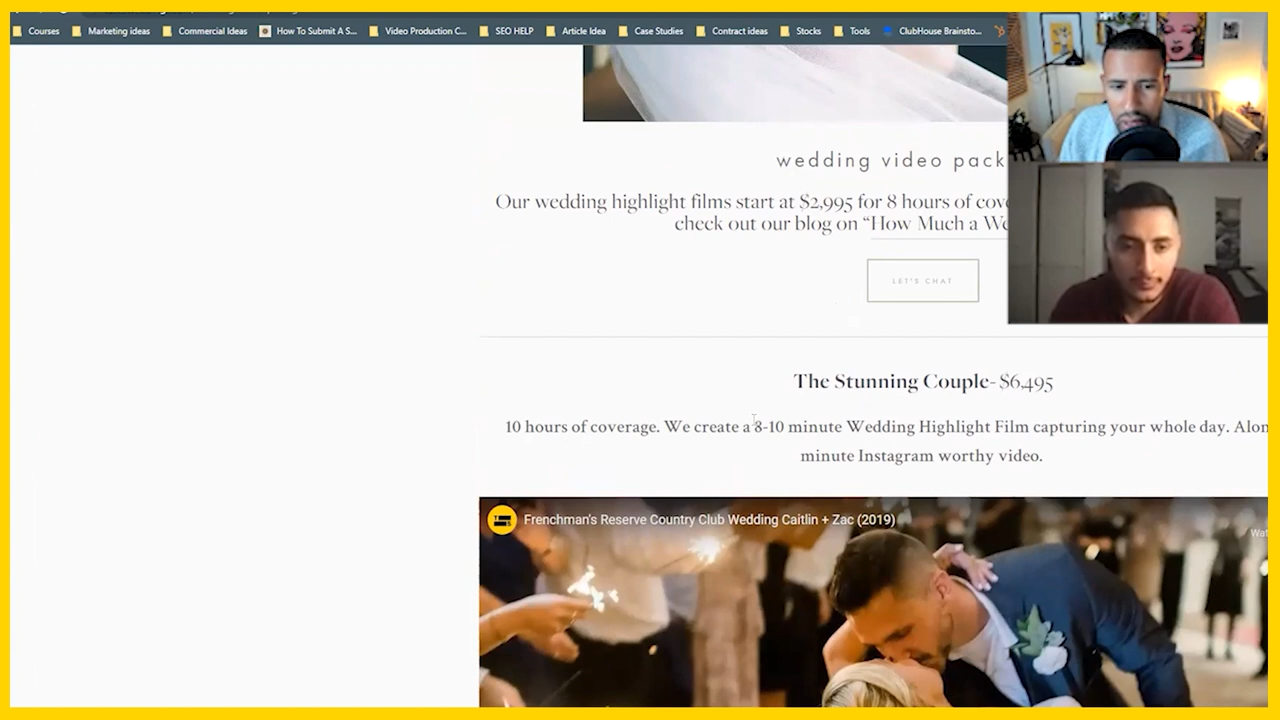 Courses
Marketing ideas
Commercial Ideas
How To Submit A S...
Video Production C...
SEO HELP
Article Idea
Case Studies
Contract ideas
Stocks
Tools
ClubHouse Brainsto...
wedding video pack
Our wedding highlight films start at $2,995 for 8 hours of cov
check out our blog on “How Much a We
LET'S CHAT
The Stunning Couple- $6,495
10 hours of coverage. We create a 8-10 minute Wedding Highlight Film capturing your whole day. Alon
minute Instagram worthy video.
Frenchman's Reserve Country Club Wedding Caitlin + Zac (2019)
Wat